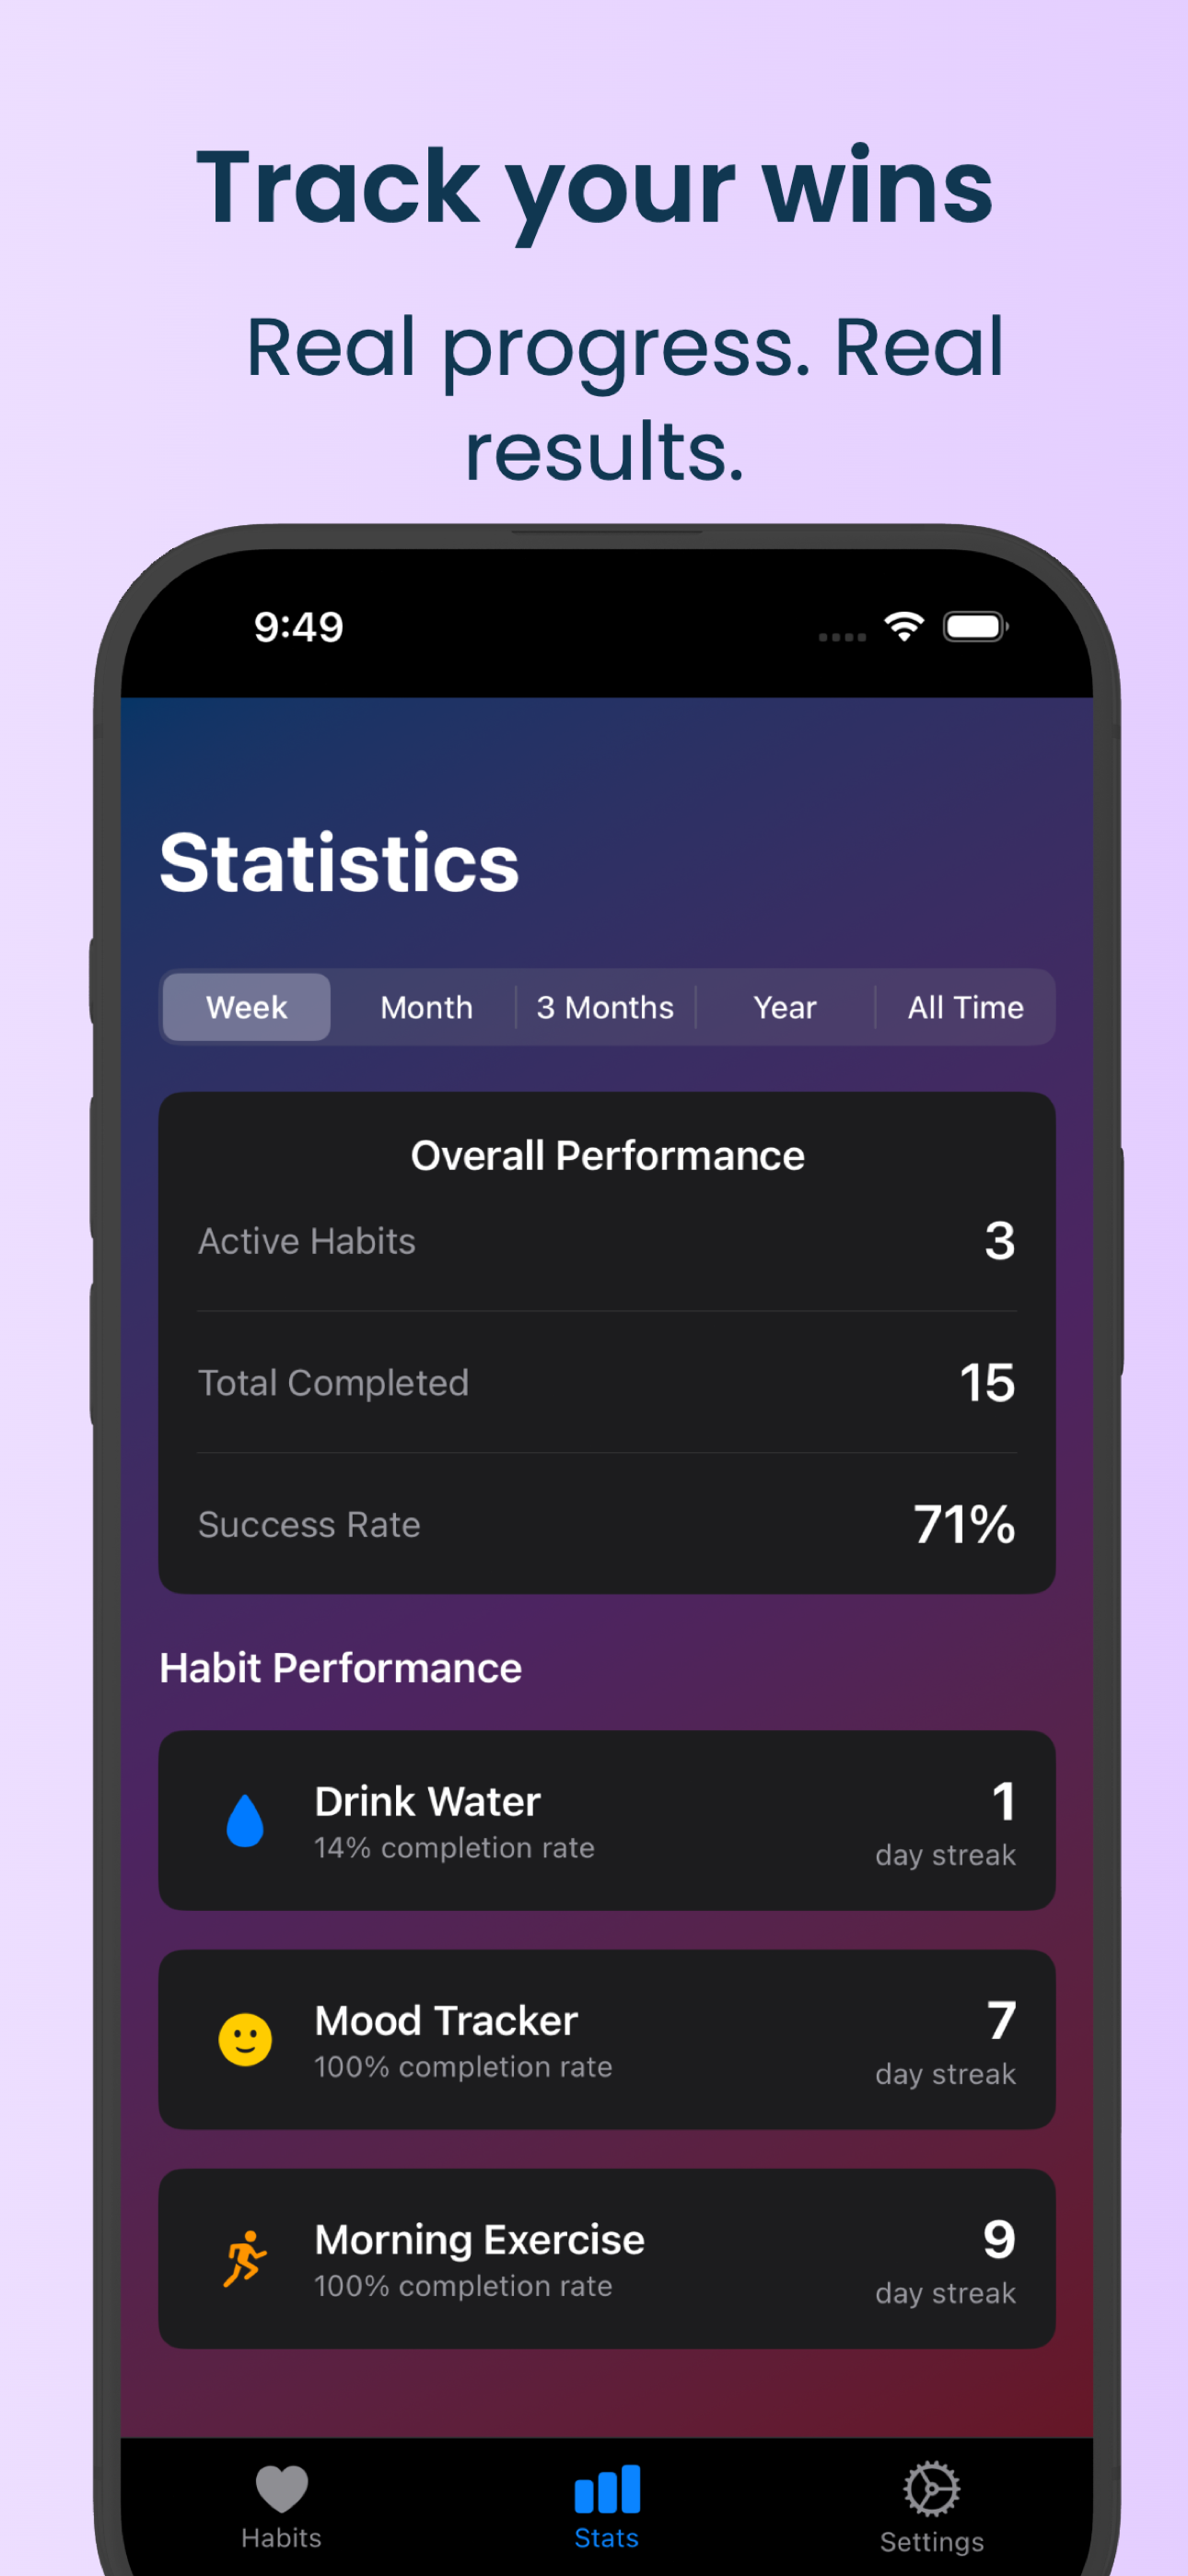 Track your wins
Real progress. Real
results.
9:49
Statistics
Week Month 3 Months Year All Time
Overall Performance
Active Habits 3
Total Completed 15
Success Rate 71%
Habit Performance
Drink Water 1
14% completion rate day streak
Mood Tracker 7
100% completion rate day streak
Morning Exercise 9
100% completion rate day streak
Habits Stats Settings